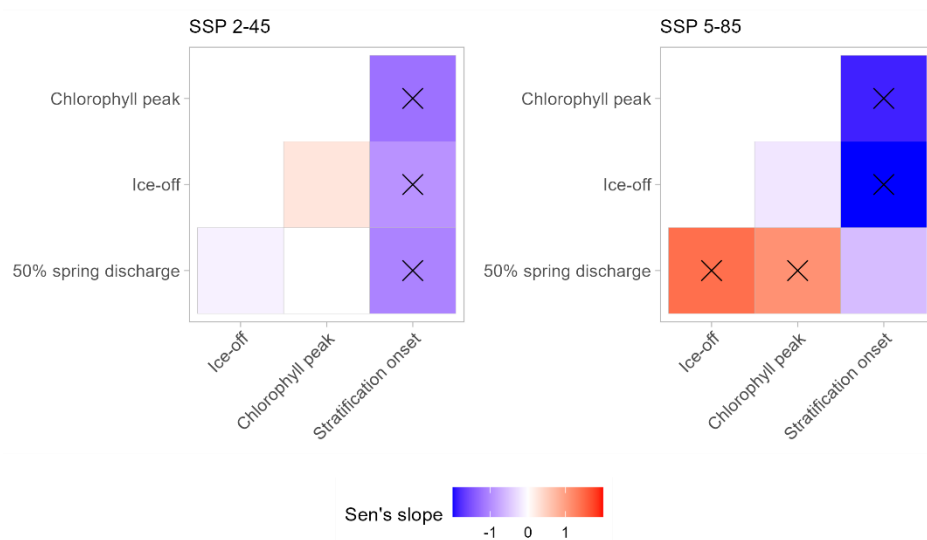 SSP 2-45
Chlorophyll peak
Ice-off
50% spring discharge
Ice-off
Chlorophyll peak
Stratification onset
SSP 5-85
Chlorophyll peak
Ice-off
50% spring discharge
Ice-off
Chlorophyll peak
Stratification onset
Sen's slope
-1 0 1